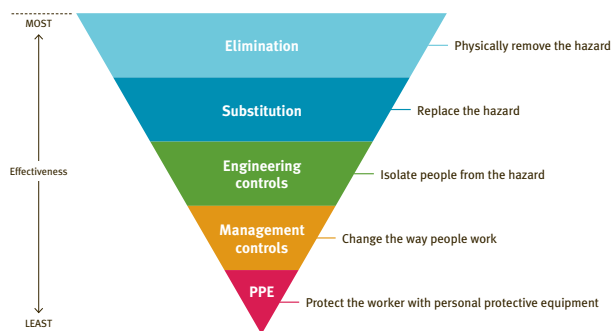 MOST
Elimination
Physically remove the hazard
Substitution
Replace the hazard
Effectiveness
Engineering
controls
Isolate people from the hazard
Management
controls
Change the way people work
PPE
Protect the worker with personal protective equipment
LEAST